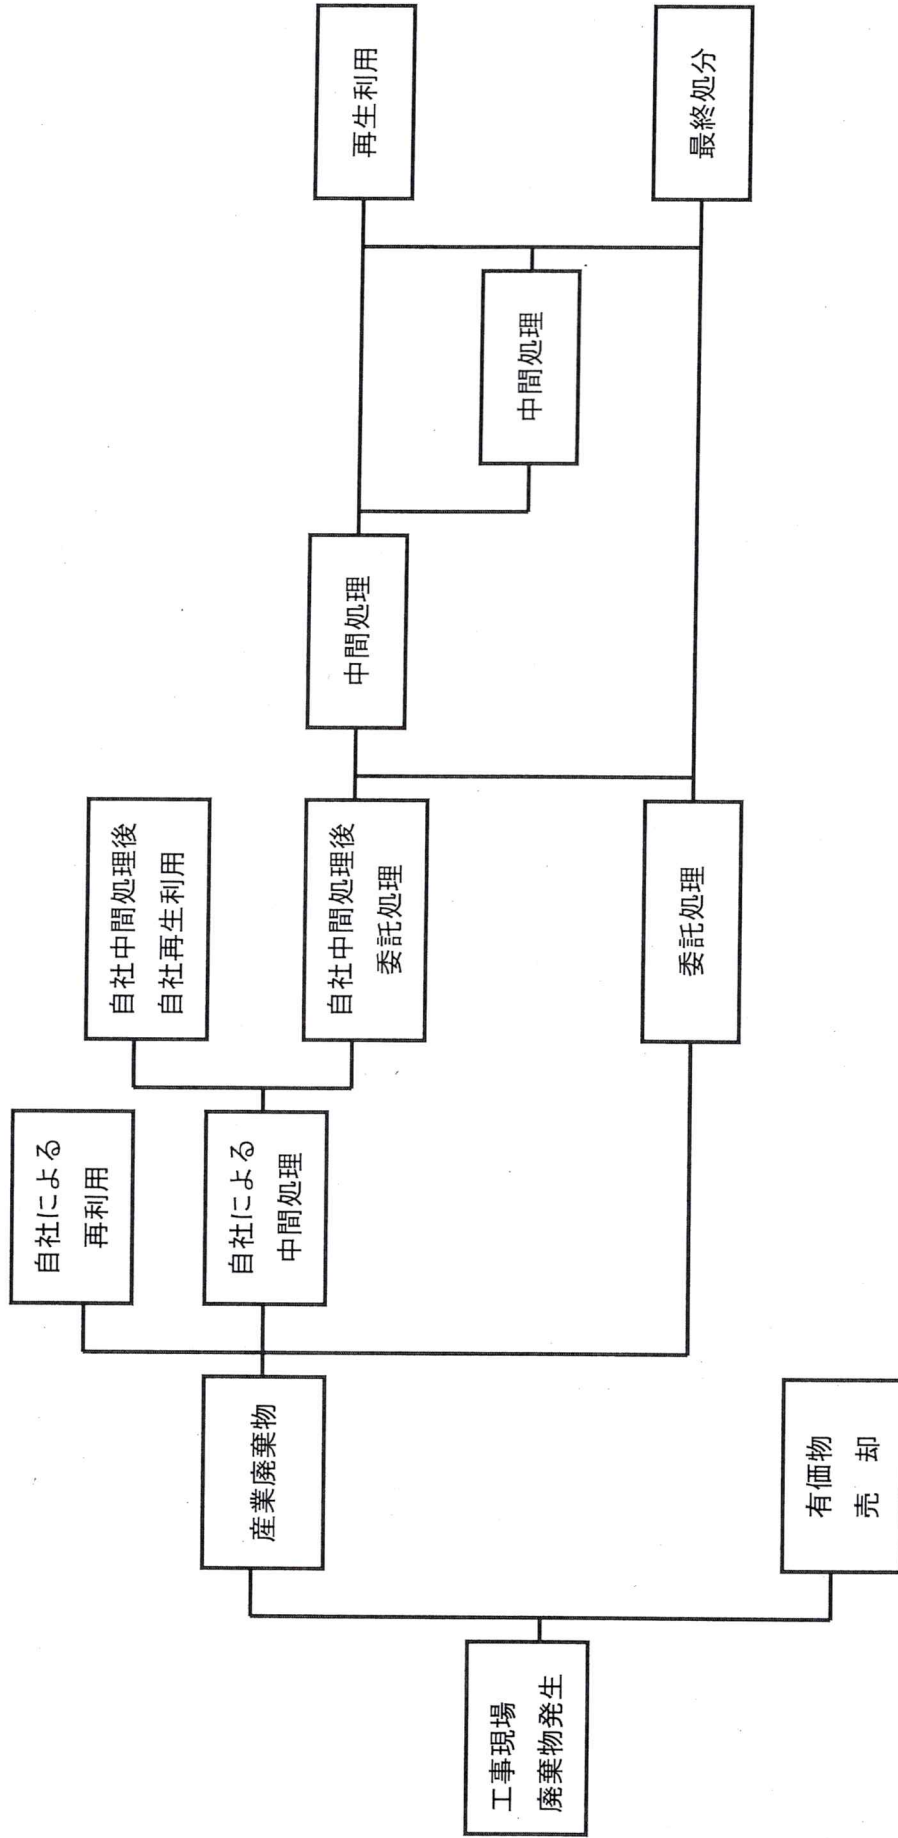 工事現場
廃棄物発生
産業廃棄物
有価物
売 却
自社による
再利用
自社による
中間処理
自社中間処理後
自社再生利用
自社中間処理後
委託処理
委託処理
中間処理
中間処理
再生利用
最終処分